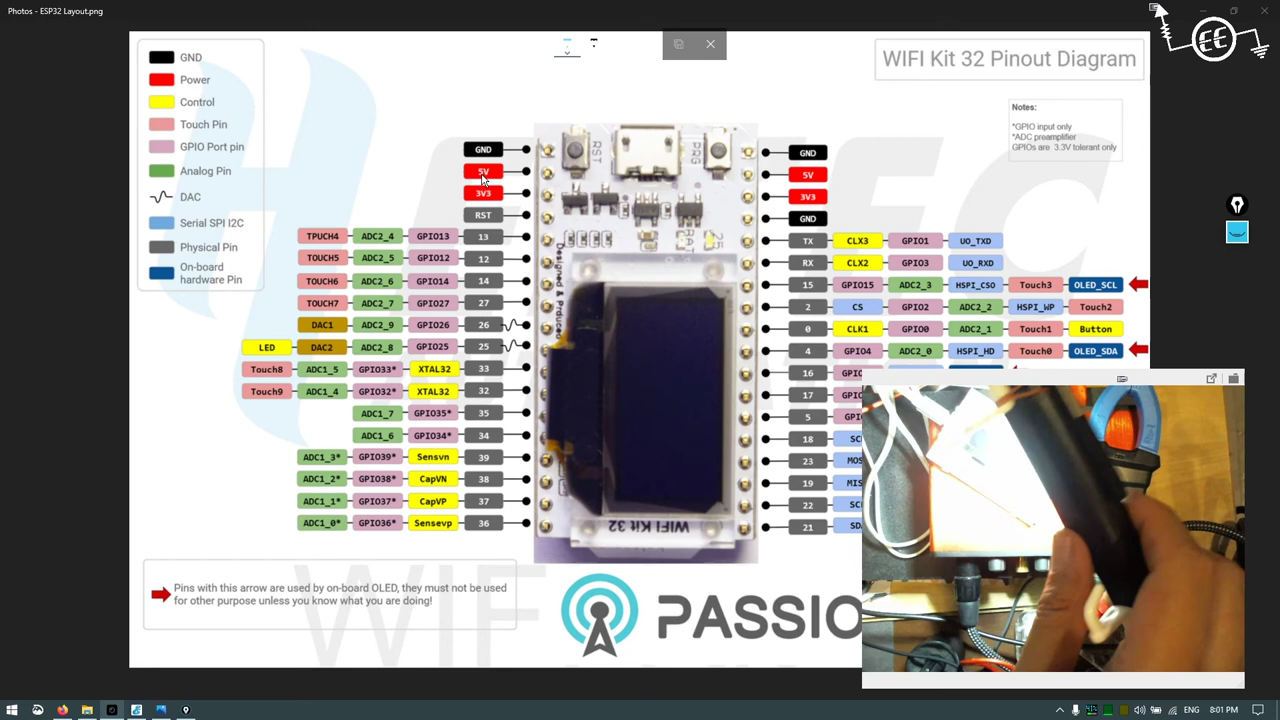 Photos - ESP32 Layout.png
EE
GND
Power
Control
Touch Pin
GPIO Port pin
Analog Pin
DAC
Serial SPI I2C
Physical Pin
On-board
hardware Pin
WIFI Kit 32 Pinout Diagram
Notes:
*GPIO input only
*ADC preamplifier
GPIOs are 3.3V tolerant only
RST
PRG
GND
5V
3V3
RST
TPUCH4 ADC2_4 GPIO13 13
TOUCH5 ADC2_5 GPIO12 12
TOUCH6 ADC2_6 GPIO14 14
TOUCH7 ADC2_7 GPIO27 27
DAC1 ADC2_9 GPIO26 26
LED DAC2 ADC2_8 GPIO25 25
Touch8 ADC1_5 GPIO33* XTAL32 33
Touch9 ADC1_4 GPIO32* XTAL32 32
ADC1_7 GPIO35* 35
ADC1_6 GPIO34* 34
ADC1_3* GPIO39* Sensvn 39
ADC1_2* GPIO38* CapVN 38
ADC1_1* GPIO37* CapVP 37
ADC1_0* GPIO36* Sensevp 36
GND
5V
3V3
GND
TX CLX3 GPIO1 UO_TXD
RX CLX2 GPIO3 UO_RXD
15 GPIO15 ADC2_3 HSPI_CSO Touch3 OLED_SCL
2 CS GPIO2 ADC2_2 HSPI_WP Touch2
0 CLK1 GPIO0 ADC2_1 Touch1 Button
4 GPIO4 ADC2_0 HSPI_HD Touch0 OLED_SDA
16
17
5
18
23
19
22
21
Designed & Produced
WIFI Kit 32
Pins with this arrow are used by on-board OLED, they must not be used
for other purpose unless you know what you are doing!
PASSIO
ENG 8:01 PM